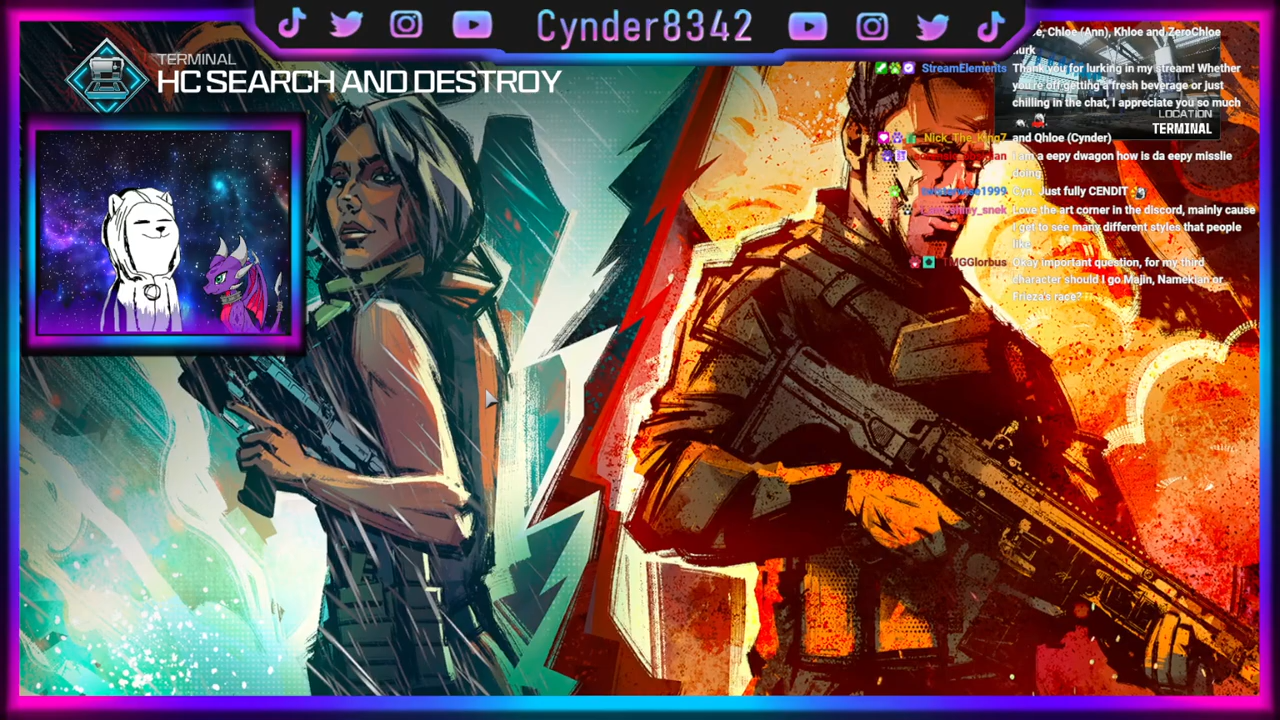 Cynder8342
TERMINAL
HC SEARCH AND DESTROY
Chloe (Ann), Khloe and ZeroChloe
StreamElements Thank you for lurking in my stream! Whether
you're off getting a fresh beverage or just
chilling in the chat, I appreciate you so much
LOCATION
TERMINAL
Nick_The_King7 and Qhloe (Cynder)
I am a eepy dwagon how is da eepy misslie
doing
Cyn. Just fully CENDIT
Love the art corner in the discord, mainly cause
I get to see many different styles that people
like
TMGGlorbus Okay important question, for my third
character should I go Majin, Namekian or
Frieza's race?